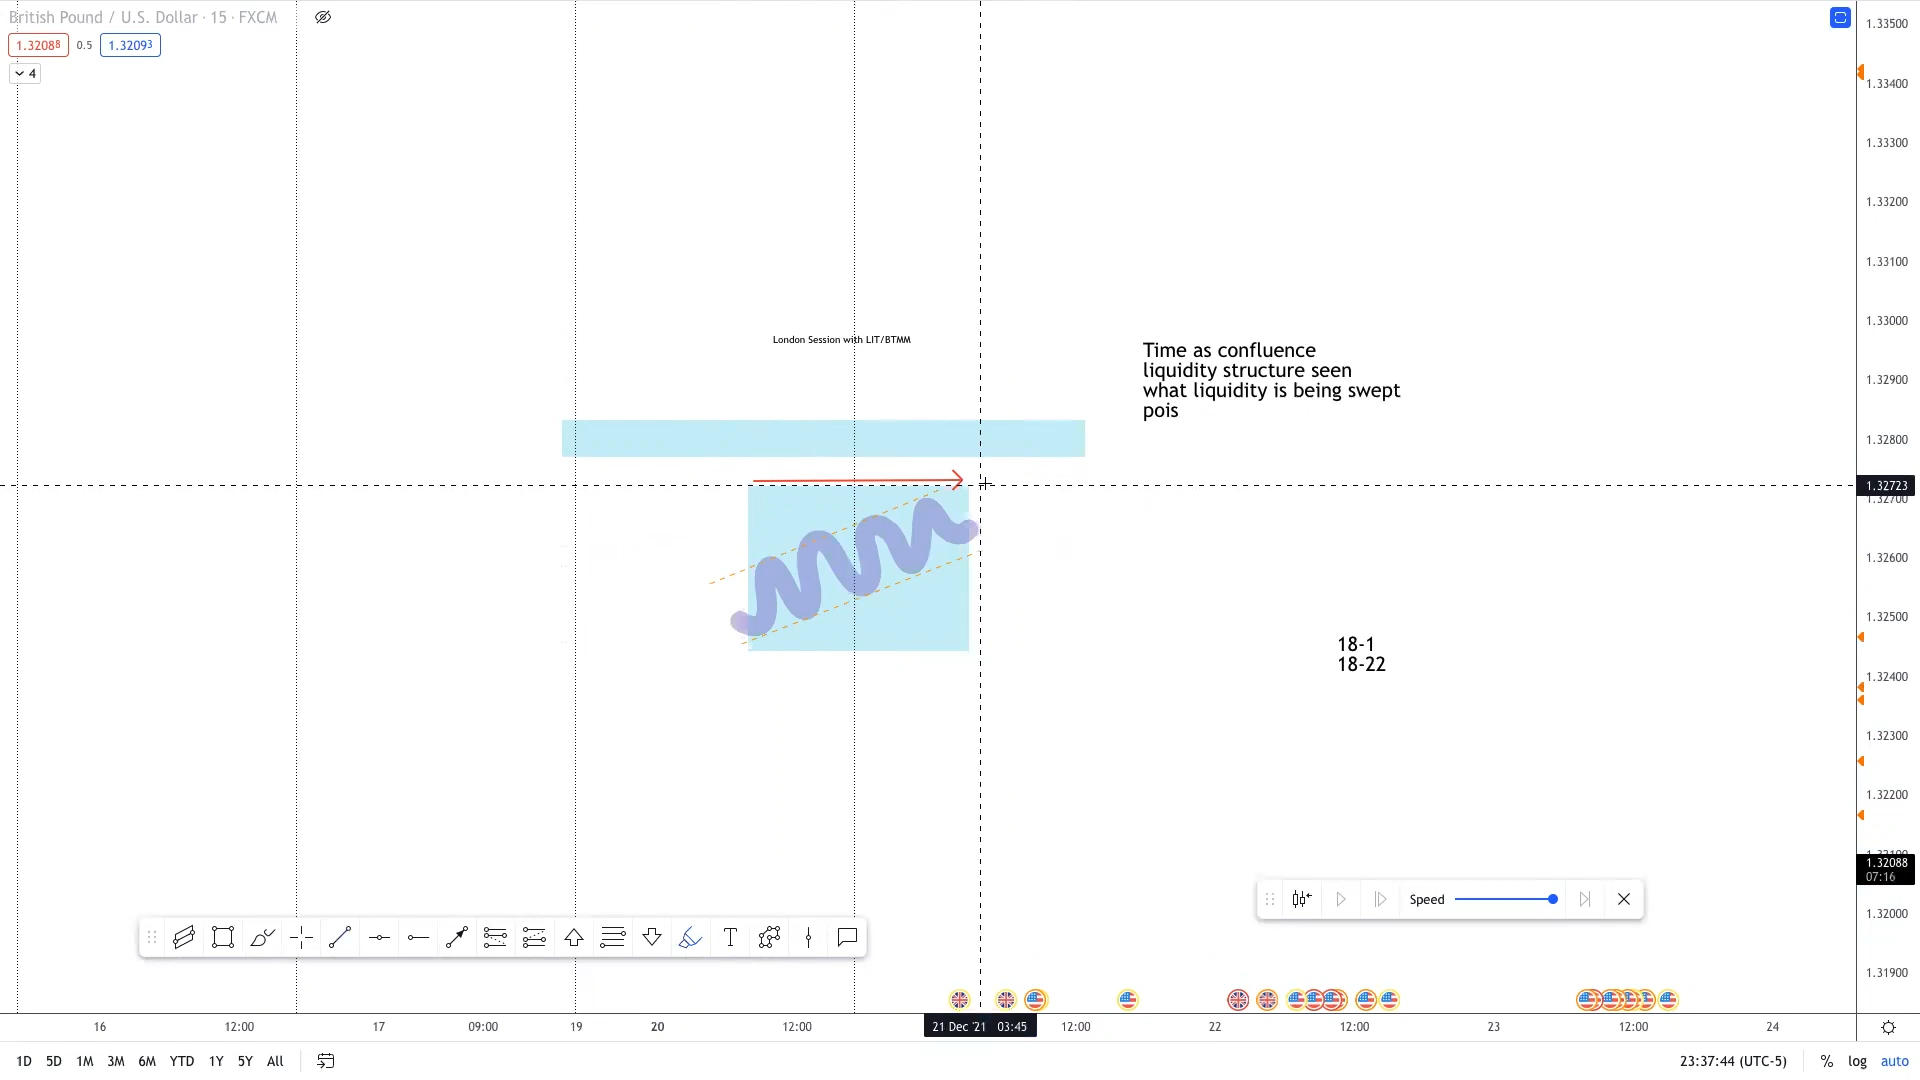 British Pound / U.S. Dollar · 15 · FXCM
1.32088 0.5 1.32093
4
1.33500
1.33400
1.33300
1.33200
1.33100
1.33000
1.32900
1.32800
1.32723
1.32700
1.32600
1.32500
1.32400
1.32300
1.32200
1.32100
1.32088
07:16
1.32000
1.31900
London Session with LIT/BTMM
Time as confluence
liquidity structure seen
what liquidity is being swept
pois
18-1
18-22
Speed
16 12:00 17 09:00 19 20 12:00 21 Dec '21 03:45 12:00 22 12:00 23 12:00 24
1D 5D 1M 3M 6M YTD 1Y 5Y All
23:37:44 (UTC-5) % log auto